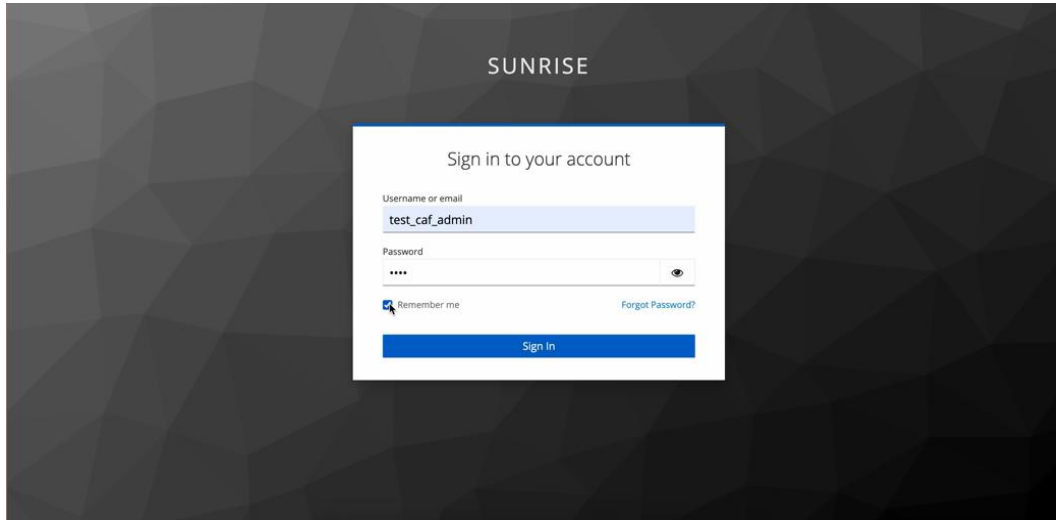 SUNRISE
Sign in to your account
Username or email
test_caf_admin
Password
••••
Remember me
Forgot Password?
Sign In